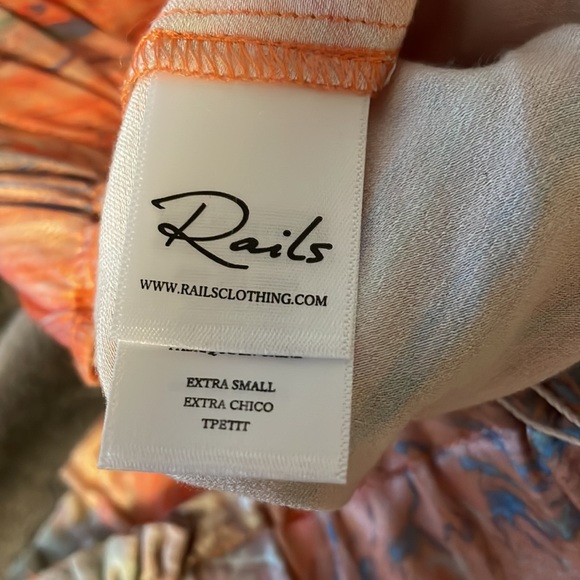 Rails
WWW.RAILSCLOTHING.COM
EXTRA SMALL
EXTRA CHICO
TPETIT